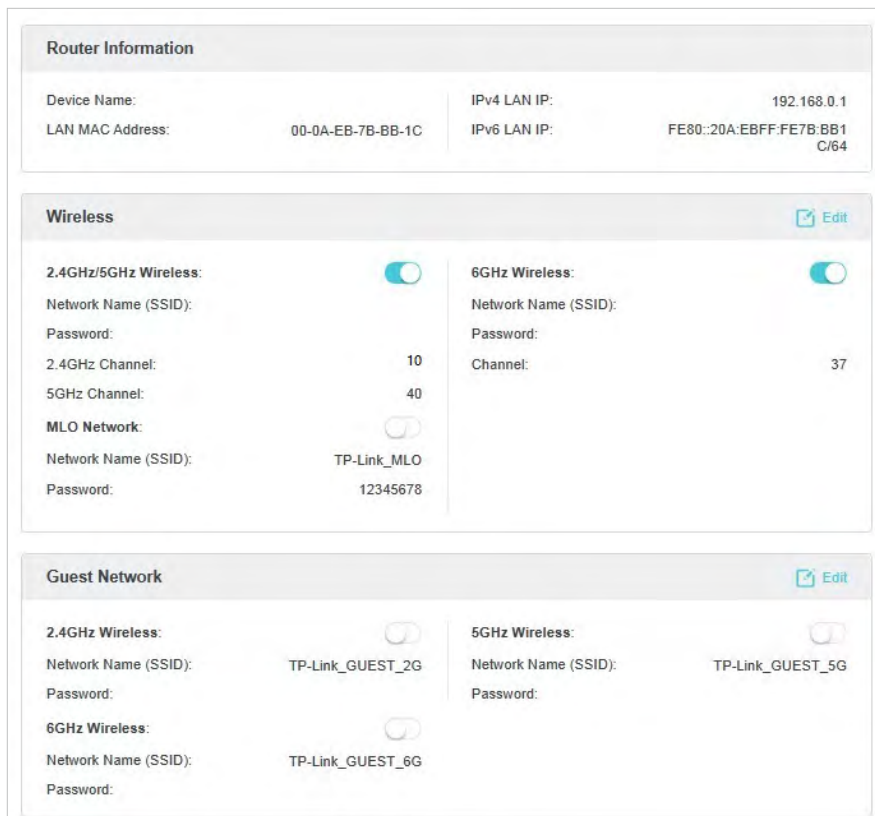 Router Information
Device Name:
LAN MAC Address: 00-0A-EB-7B-BB-1C
IPv4 LAN IP: 192.168.0.1
IPv6 LAN IP: FE80::20A:EBFF:FE7B:BB1
C/64
Wireless Edit
2.4GHz/5GHz Wireless:
Network Name (SSID):
Password:
2.4GHz Channel: 10
5GHz Channel: 40
MLO Network:
Network Name (SSID): TP-Link_MLO
Password: 12345678
6GHz Wireless:
Network Name (SSID):
Password:
Channel: 37
Guest Network Edit
2.4GHz Wireless:
Network Name (SSID): TP-Link_GUEST_2G
Password:
6GHz Wireless:
Network Name (SSID): TP-Link_GUEST_6G
Password:
5GHz Wireless:
Network Name (SSID): TP-Link_GUEST_5G
Password: